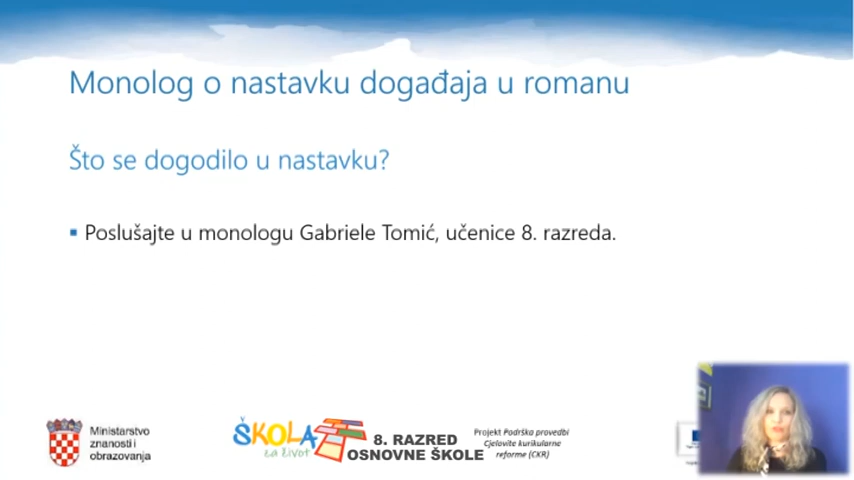 Monolog o nastavku događaja u romanu
Što se dogodilo u nastavku?
Poslušajte u monologu Gabriele Tomić, učenice 8. razreda.
Ministarstvo
znanosti i
obrazovanja
ŠKOLA
za život
8. RAZRED
OSNOVNE ŠKOLE
Projekt Podrška provedbi
Cjelovite kurikularne
reforme (CKR)